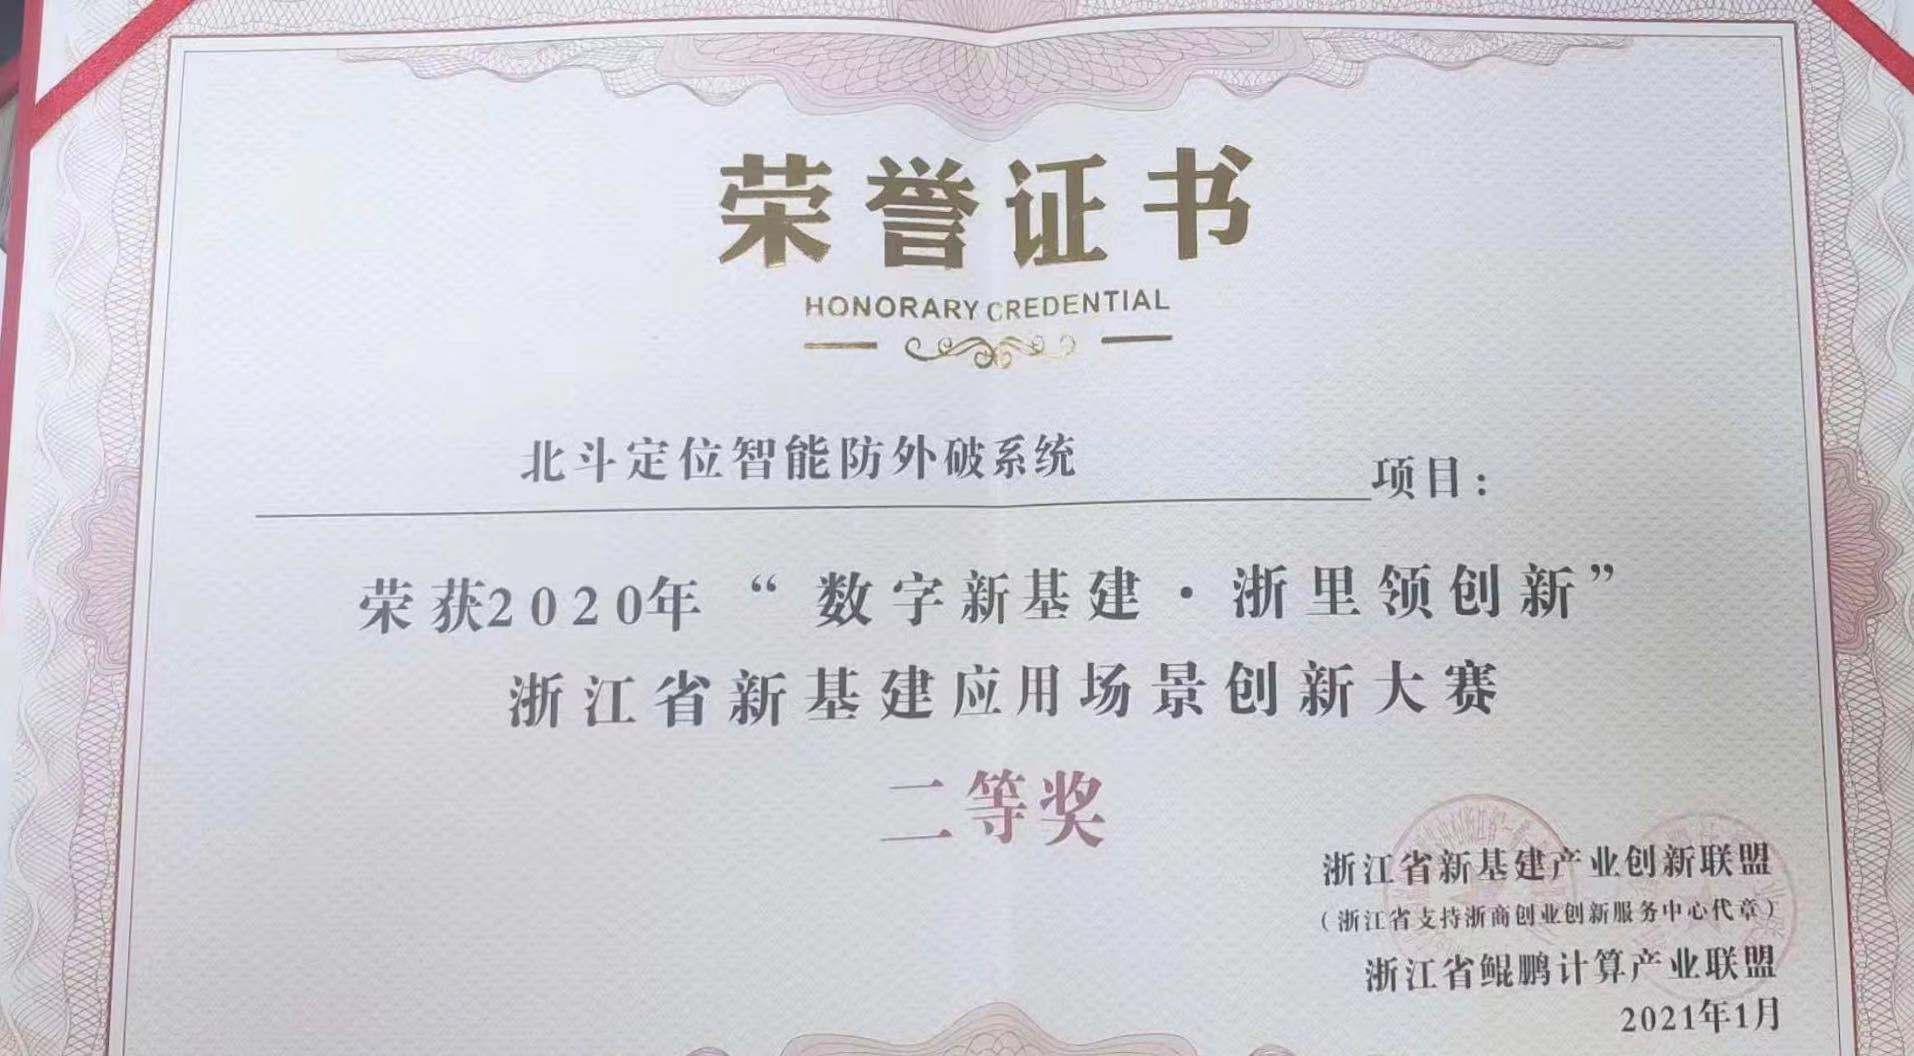 荣誉证书
HONORARY CREDENTIAL
北斗定位智能防外破系统 项目：
荣获2020年“数字新基建·浙里领创新”
浙江省新基建应用场景创新大赛
二等奖
浙江省新基建产业创新联盟
（浙江省支持浙商创业创新服务中心代章）
浙江省鲲鹏计算产业联盟
2021年1月